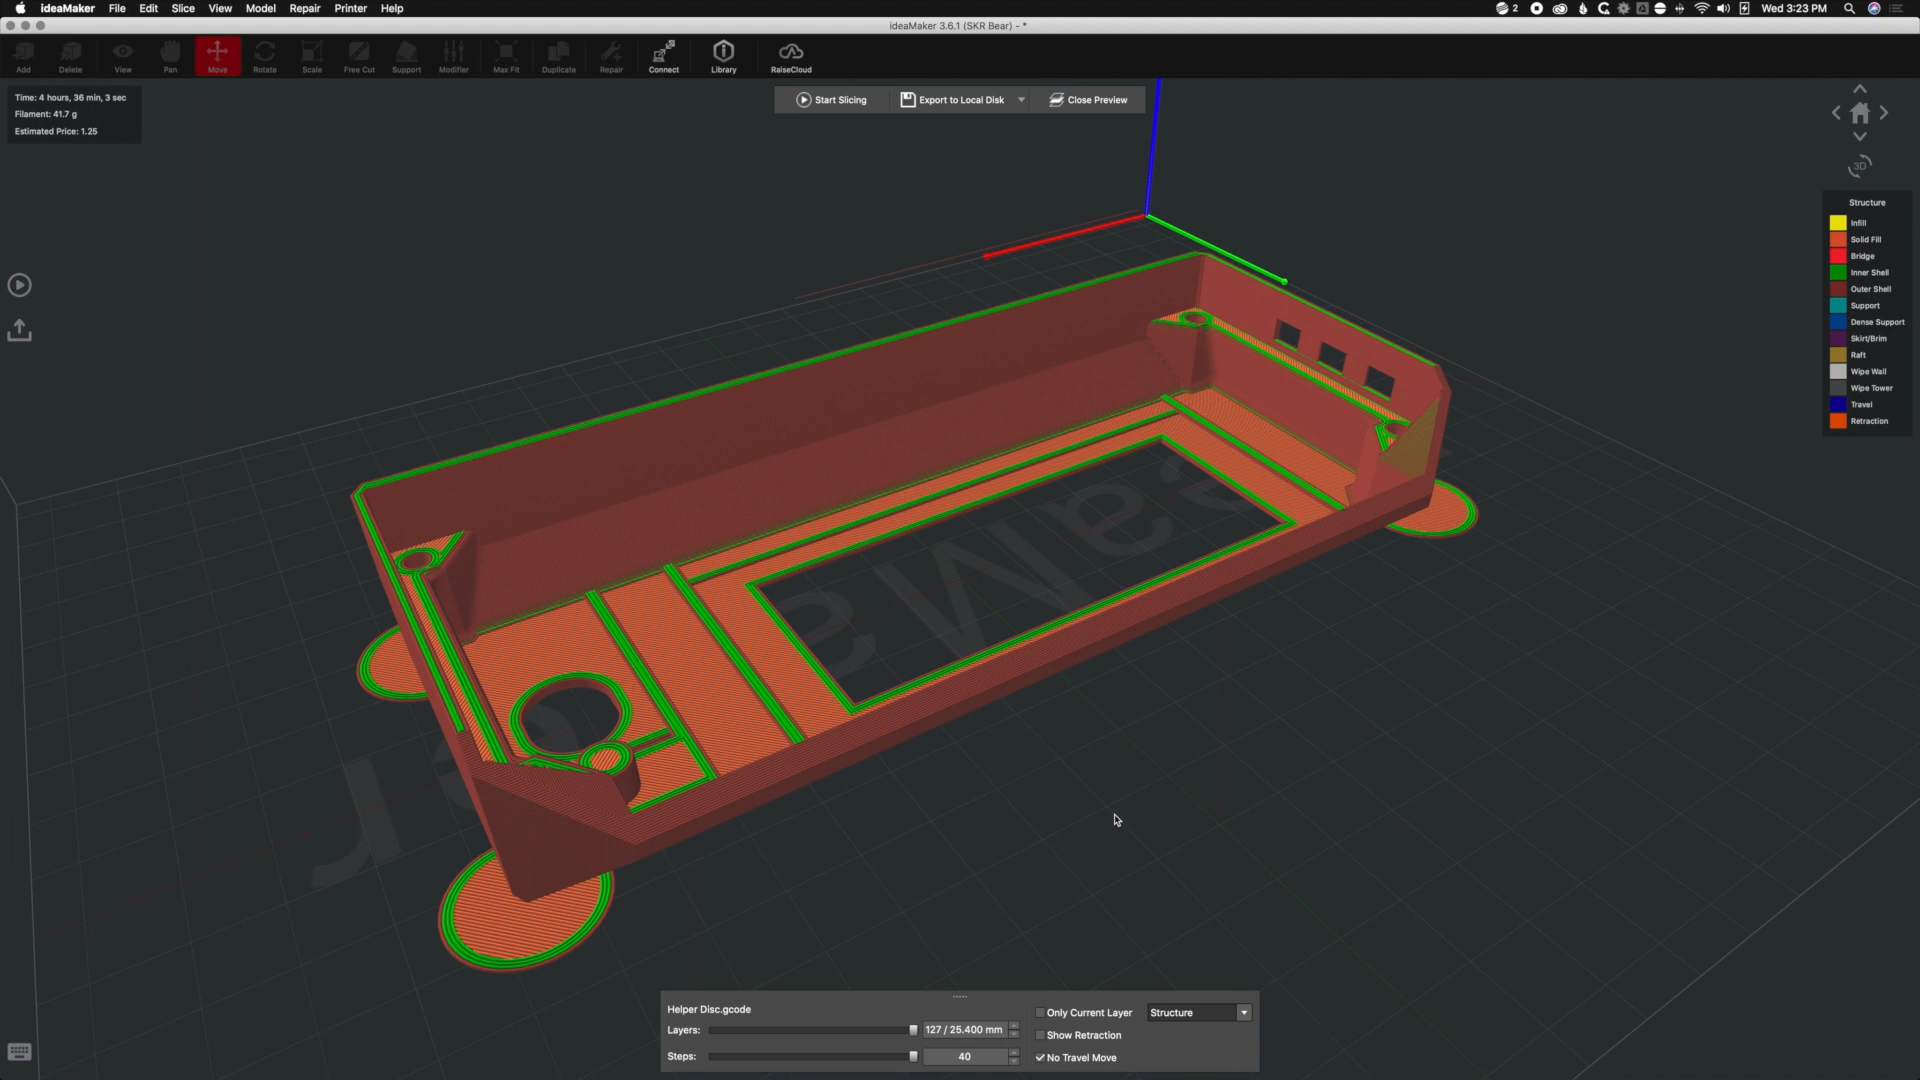 ideaMaker File Edit Slice View Model Repair Printer Help
2
Wed 3:23 PM
ideaMaker 3.6.1 (SKR Bear) - *
Add Delete View Pan Move Rotate Scale Free Cut Support Modifier Max Fit Duplicate Repair Connect Library RaiseCloud
Time: 4 hours, 36 min, 3 sec
Filament: 41.7 g
Estimated Price: 1.25
Start Slicing Export to Local Disk Close Preview
3D
Structure
Infill
Solid Fill
Bridge
Inner Shell
Outer Shell
Support
Dense Support
Skirt/Brim
Raft
Wipe Wall
Wipe Tower
Travel
Retraction
Helper Disc.gcode
Layers: 127 / 25.400 mm
Steps: 40
Only Current Layer Structure
Show Retraction
No Travel Move